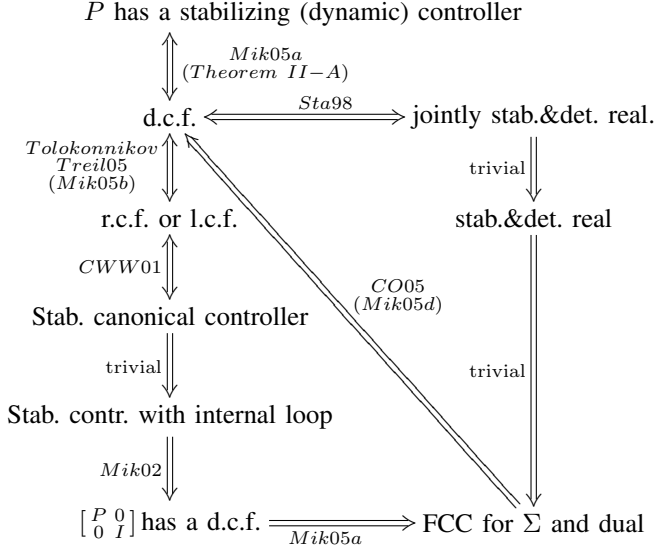 P has a stabilizing (dynamic) controller
Mik05a
(Theorem II−A)
d.c.f.
Sta98
jointly stab.&det. real.
Tolokonnikov
Treil05
(Mik05b)
trivial
r.c.f. or l.c.f.
stab.&det. real
CWW01
CO05
(Mik05d)
Stab. canonical controller
trivial
trivial
Stab. contr. with internal loop
Mik02
[ P 0
0 I ] has a d.c.f.
Mik05a
FCC for Σ and dual